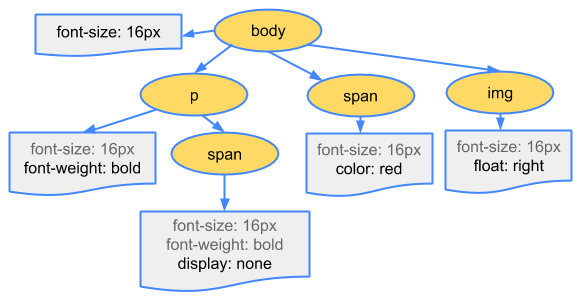 body
font-size: 16px
p
span
img
font-size: 16px
font-weight: bold
span
font-size: 16px
color: red
font-size: 16px
float: right
font-size: 16px
font-weight: bold
display: none